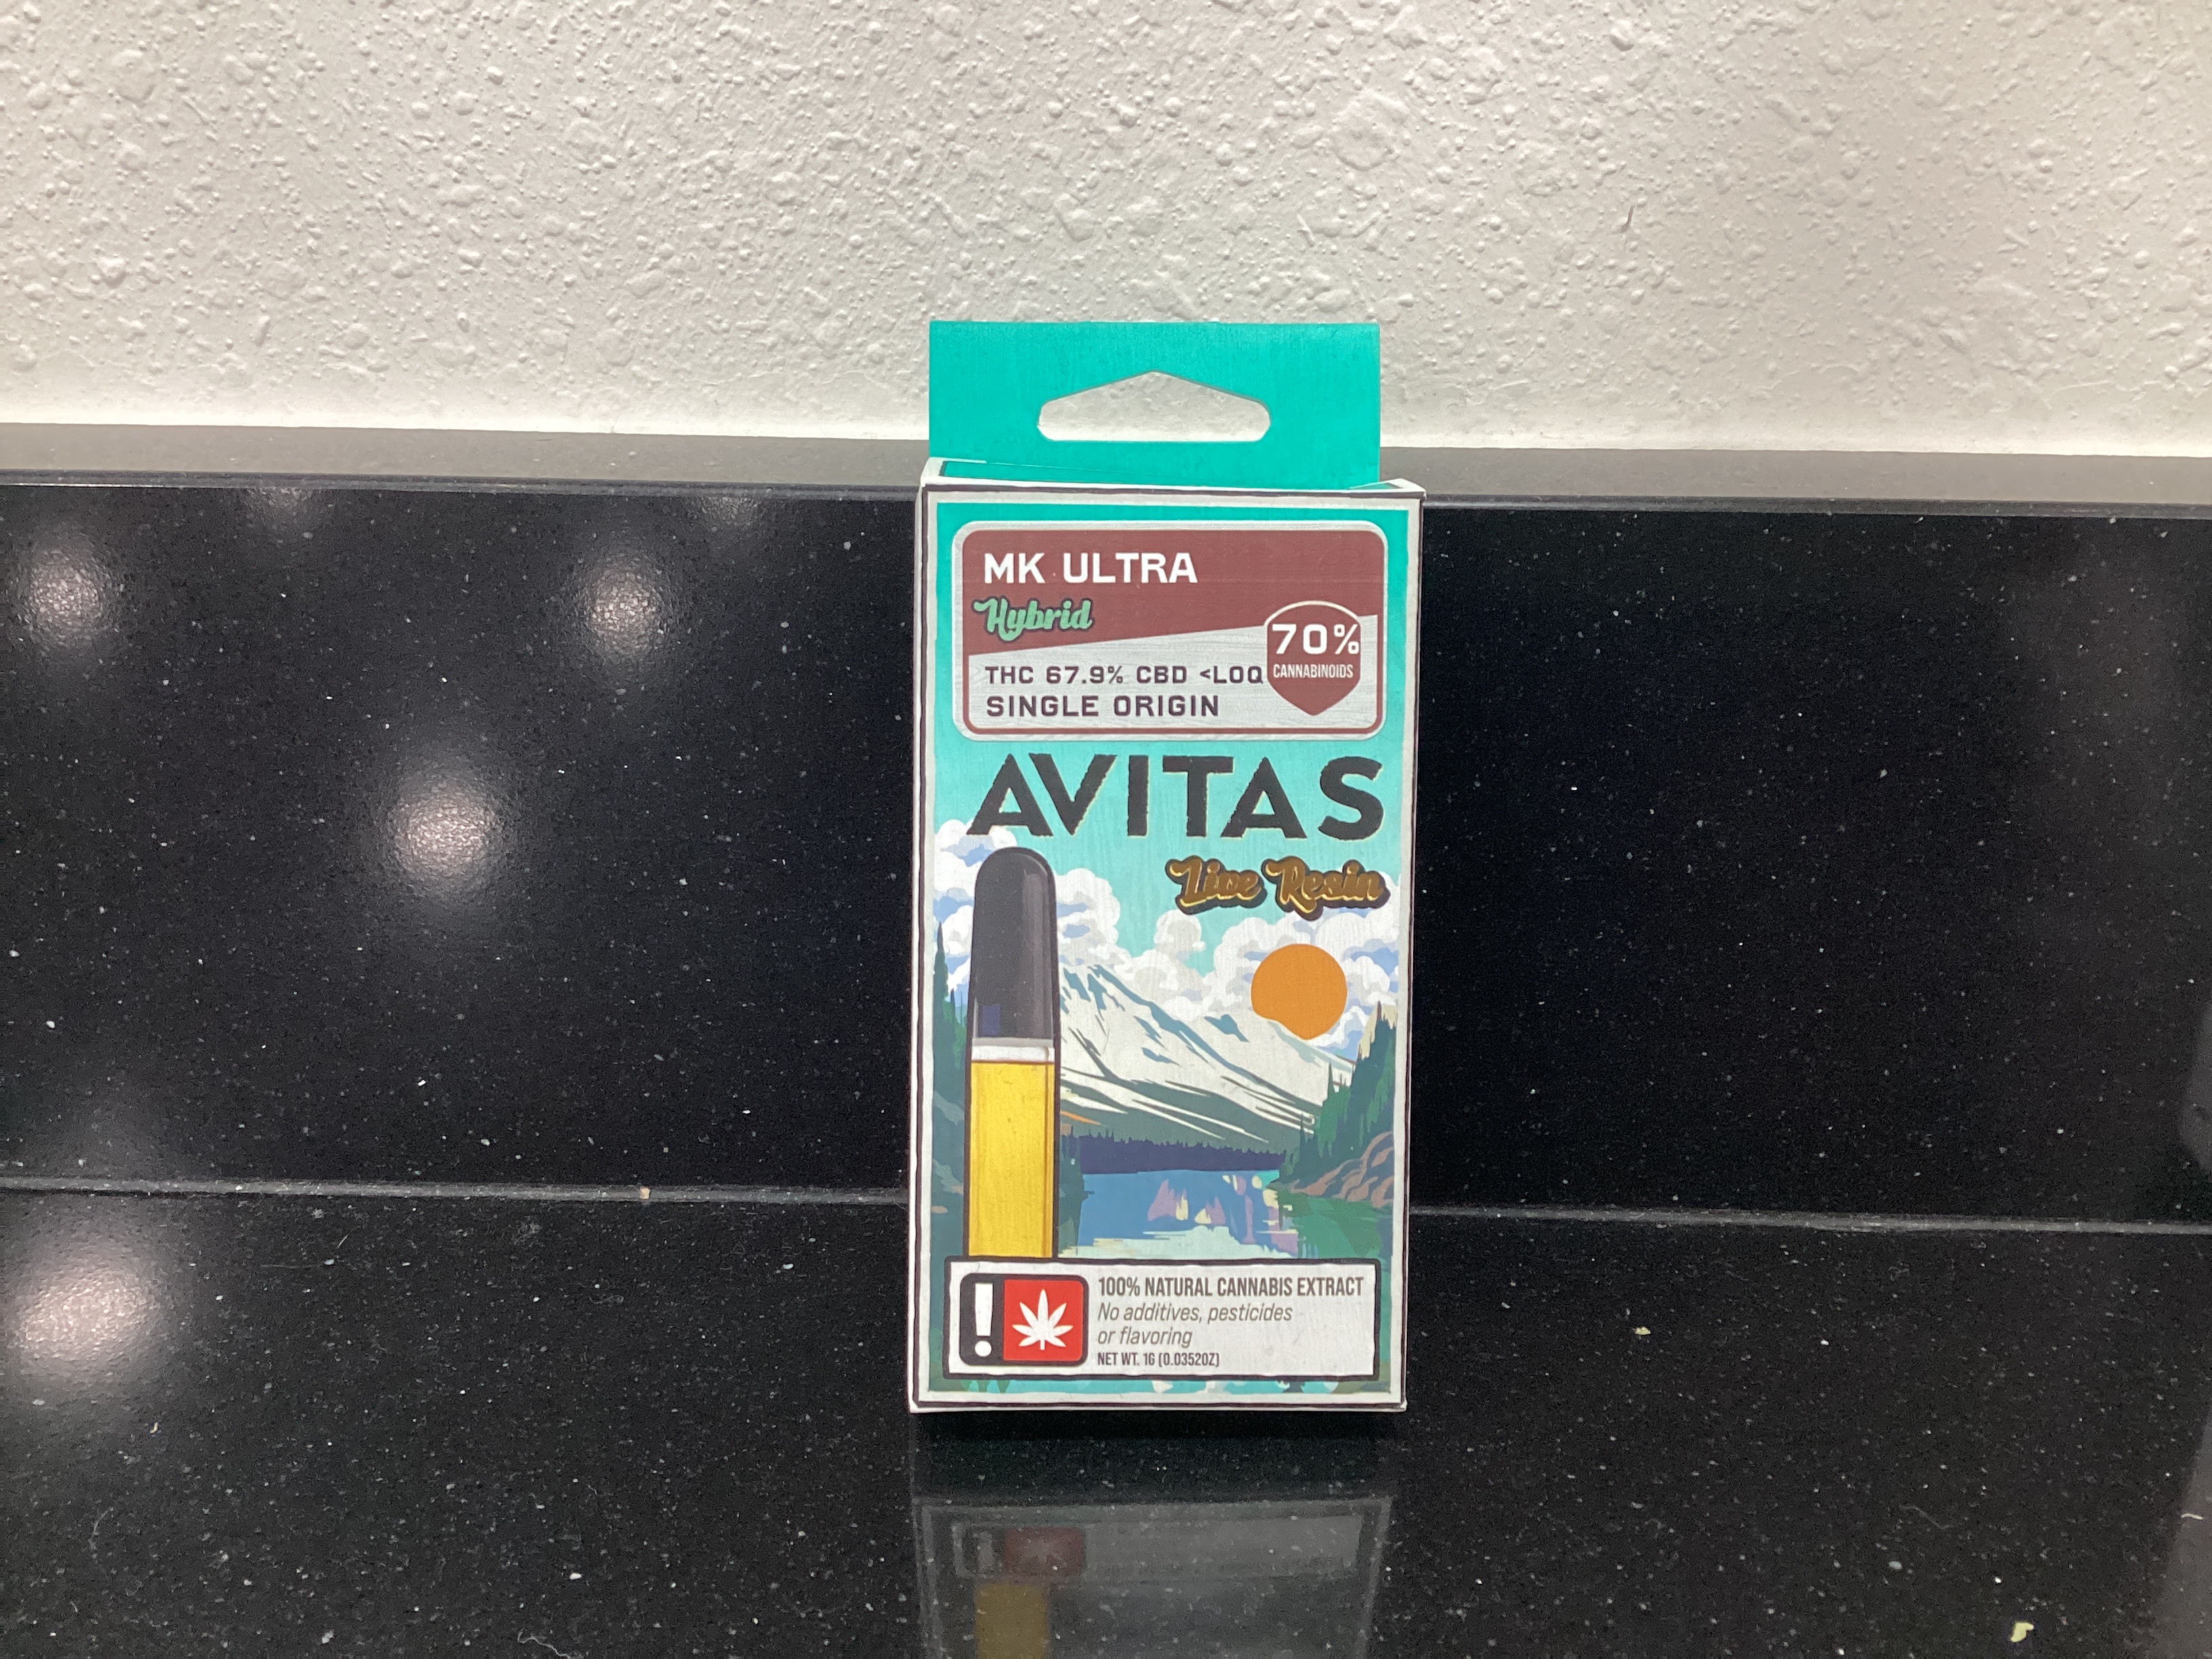 MK ULTRA
Hybrid
70%
CANNABINOIDS
THC 67.9% CBD <LOQ
SINGLE ORIGIN
AVITAS
Live Resin
!
100% NATURAL CANNABIS EXTRACT
No additives, pesticides
or flavoring
NET WT. 1G (0.0352OZ)